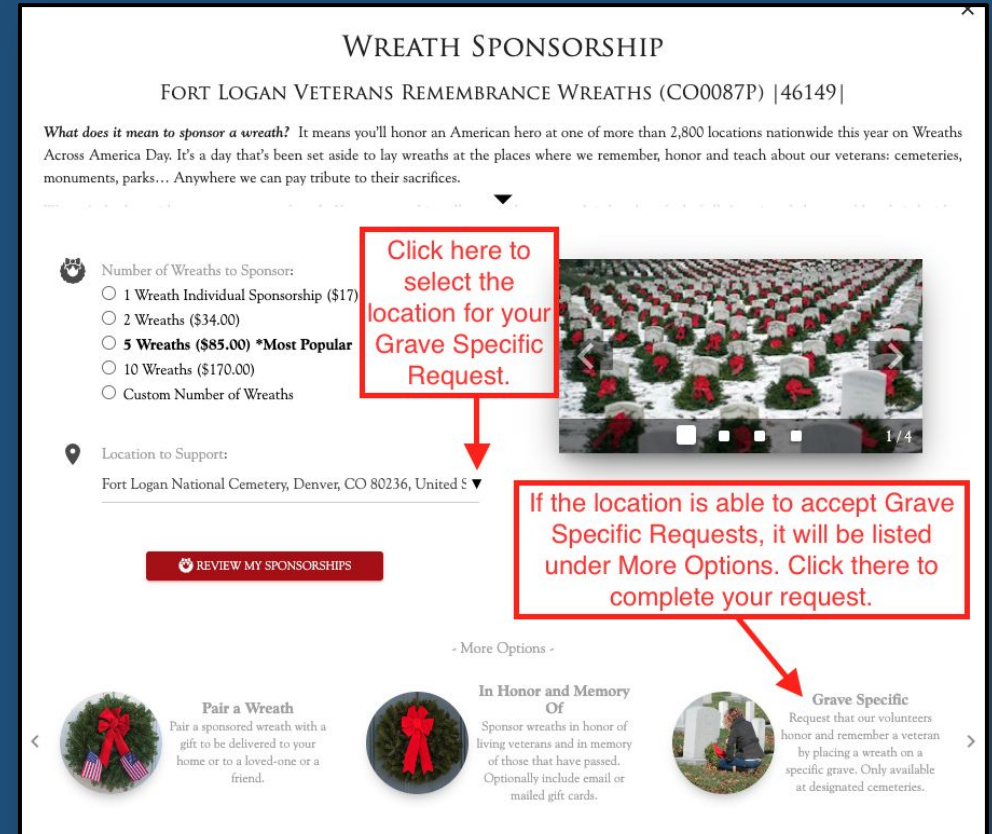 ×
WREATH SPONSORSHIP
FORT LOGAN VETERANS REMEMBRANCE WREATHS (CO0087P) |46149|
What does it mean to sponsor a wreath? It means you'll honor an American hero at one of more than 2,800 locations nationwide this year on Wreaths
Across America Day. It's a day that's been set aside to lay wreaths at the places where we remember, honor and teach about our veterans: cemeteries,
monuments, parks… Anywhere we can pay tribute to their sacrifices.
Click here to
select the
location for your
Grave Specific
Request.
Number of Wreaths to Sponsor:
1 Wreath Individual Sponsorship ($17)
2 Wreaths ($34.00)
5 Wreaths ($85.00) *Most Popular
10 Wreaths ($170.00)
Custom Number of Wreaths
1 / 4
Location to Support:
Fort Logan National Cemetery, Denver, CO 80236, United S
If the location is able to accept Grave
Specific Requests, it will be listed
under More Options. Click there to
complete your request.
REVIEW MY SPONSORSHIPS
- More Options -
Pair a Wreath
Pair a sponsored wreath with a
gift to be delivered to your
home or to a loved-one or a
friend.
In Honor and Memory
Of
Sponsor wreaths in honor of
living veterans and in memory
of those that have passed.
Optionally include email or
mailed gift cards.
Grave Specific
Request that our volunteers
honor and remember a veteran
by placing a wreath on a
specific grave. Only available
at designated cemeteries.